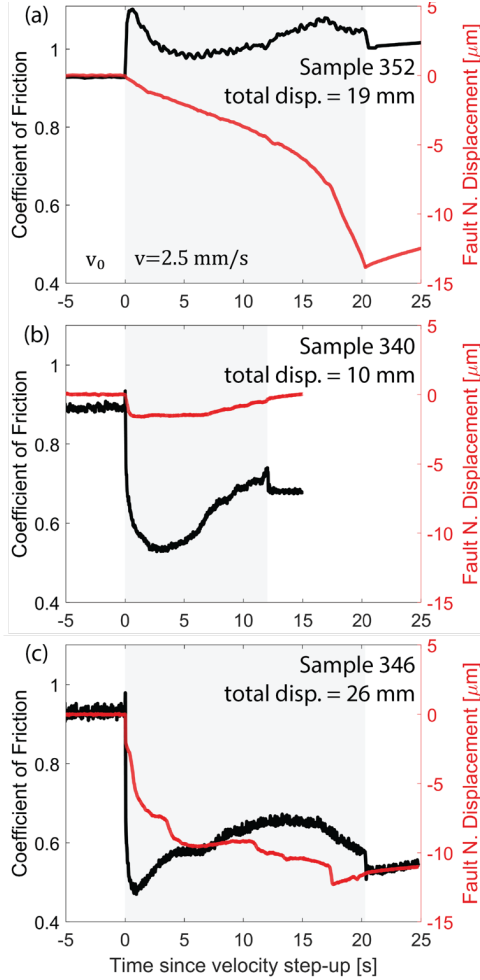 (a)
5
1
0
Sample 352
total disp. = 19 mm
Coefficient of Friction
Fault N. Displacement [μm]
0.8
-5
0.6
-10
v0 v=2.5 mm/s
0.4
-15
-5 0 5 10 15 20 25
(b)
5
1
Sample 340
total disp. = 10 mm
0
Coefficient of Friction
Fault N. Displacement [μm]
0.8
-5
0.6
-10
0.4
-15
-5 0 5 10 15 20 25
(c)
5
1
Sample 346
total disp. = 26 mm
0
Coefficient of Friction
Fault N. Displacement [μm]
0.8
-5
0.6
-10
0.4
-15
-5 0 5 10 15 20 25
Time since velocity step-up [s]